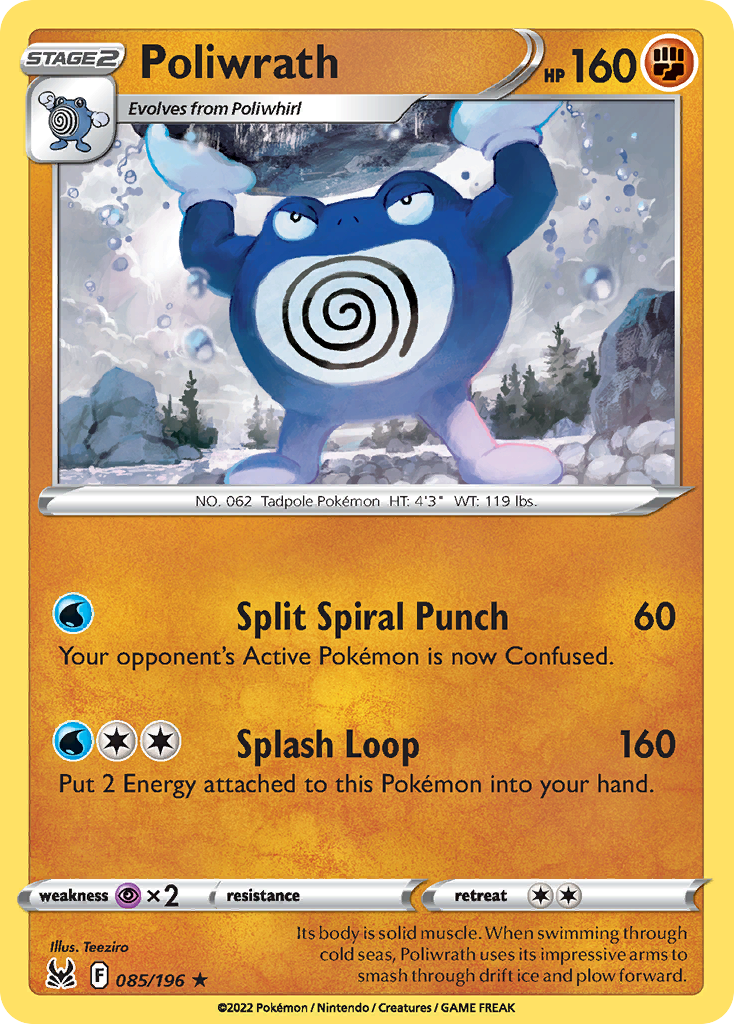 STAGE2 Poliwrath HP 160
Evolves from Poliwhirl
NO. 062 Tadpole Pokémon HT: 4'3" WT: 119 lbs.
Split Spiral Punch 60
Your opponent's Active Pokémon is now Confused.
Splash Loop 160
Put 2 Energy attached to this Pokémon into your hand.
weakness ×2 resistance retreat
Its body is solid muscle. When swimming through
cold seas, Poliwrath uses its impressive arms to
smash through drift ice and plow forward.
Illus. Teeziro
F 085/196 ★
©2022 Pokémon / Nintendo / Creatures / GAME FREAK